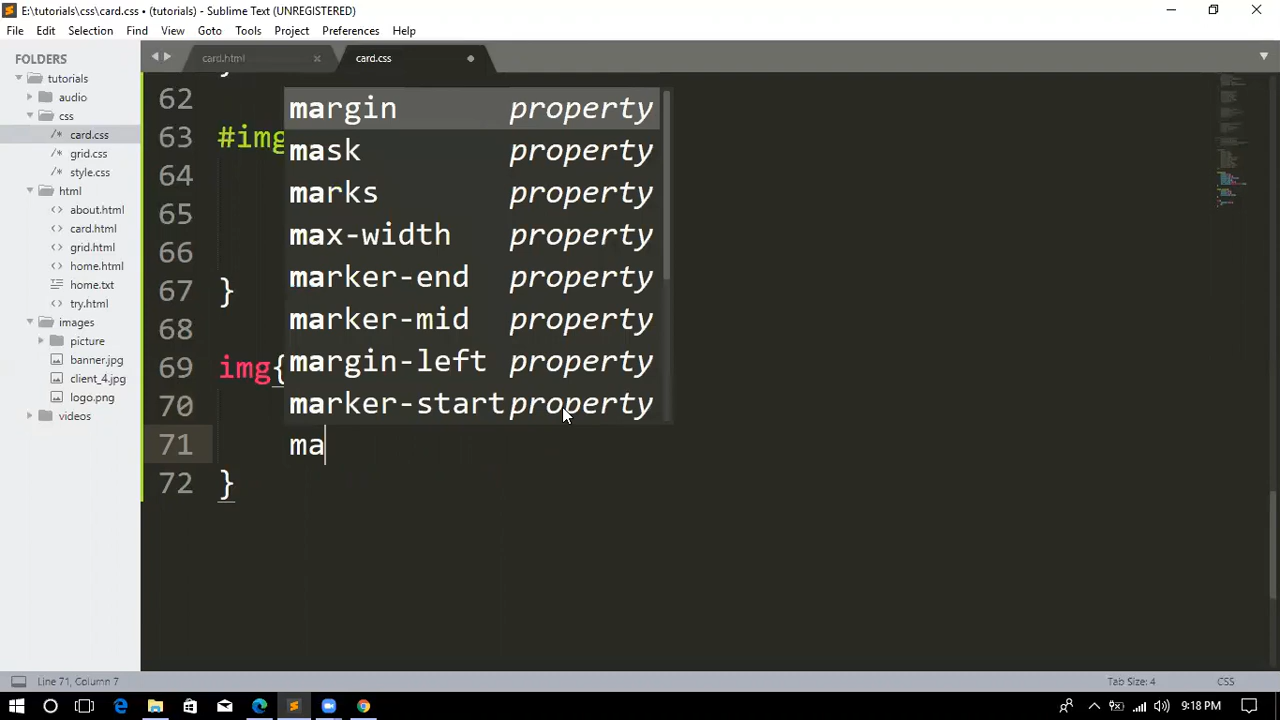 E:\tutorials\css\card.css • (tutorials) - Sublime Text (UNREGISTERED)
File Edit Selection Find View Goto Tools Project Preferences Help
FOLDERS
tutorials
audio
css
/* card.css
/* grid.css
/* style.css
html
<> about.html
<> card.html
<> grid.html
<> home.html
home.txt
<> try.html
images
picture
banner.jpg
client_4.jpg
logo.png
videos
card.html × card.css
62
63 #img
64
65
66
67 }
68
69 img{
70
71 ma
72 }
margin property
mask property
marks property
max-width property
marker-end property
marker-mid property
margin-left property
marker-start property
Line 71, Column 7 Tab Size: 4 CSS
9:18 PM